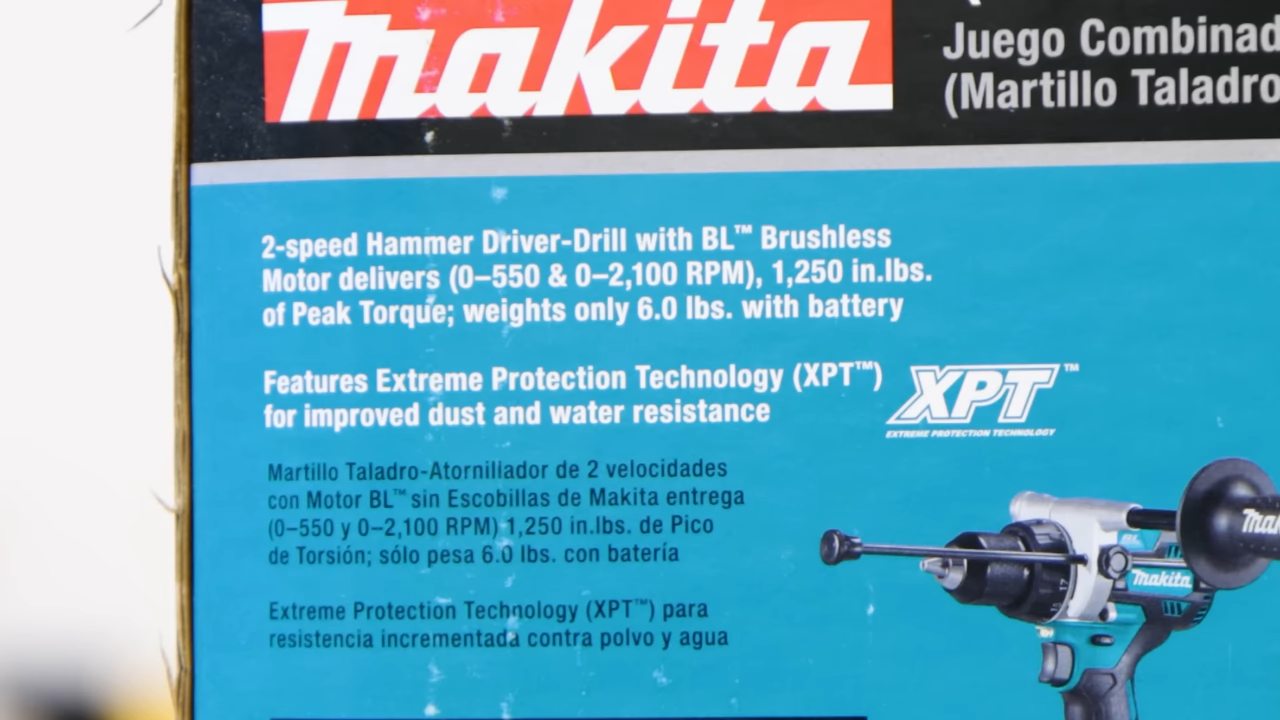 Makita
Juego Combinad
(Martillo Taladro
2-speed Hammer Driver-Drill with BL™ Brushless
Motor delivers (0–550 & 0–2,100 RPM), 1,250 in.lbs.
of Peak Torque; weights only 6.0 lbs. with battery
Features Extreme Protection Technology (XPT™)
for improved dust and water resistance
XPT™
EXTREME PROTECTION TECHNOLOGY
Martillo Taladro-Atornillador de 2 velocidades
con Motor BL™ sin Escobillas de Makita entrega
(0–550 y 0–2,100 RPM) 1,250 in.lbs. de Pico
de Torsión; sólo pesa 6.0 lbs. con batería
Extreme Protection Technology (XPT™) para
resistencia incrementada contra polvo y agua
Mak
BL
Makita